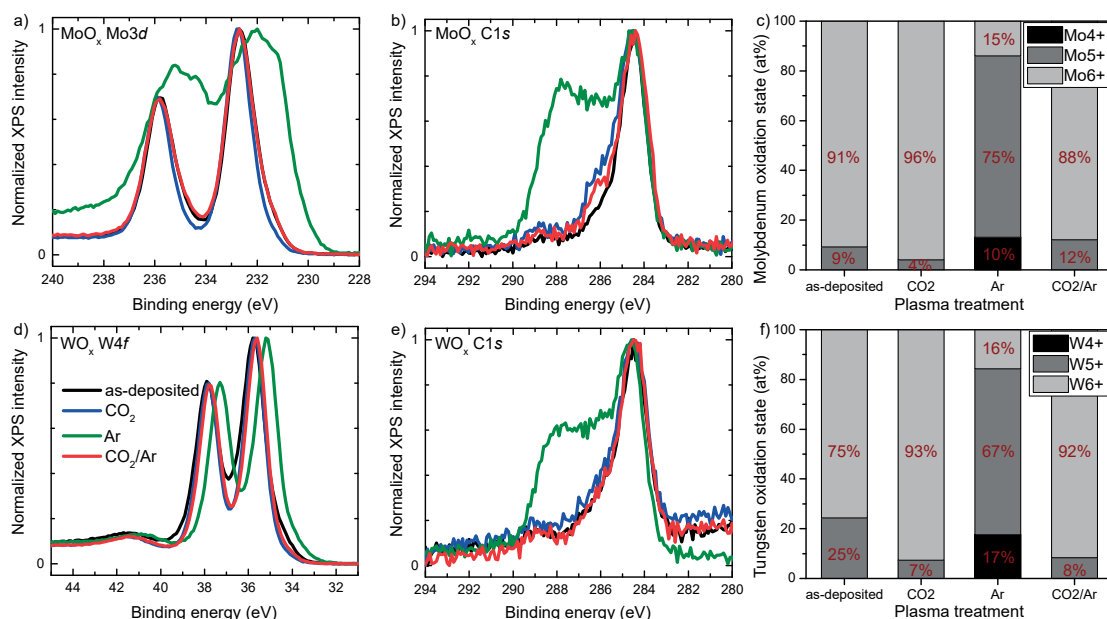 a)
MoOₓ Mo3d
Normalized XPS intensity
1
0
240 238 236 234 232 230 228
Binding energy (eV)
b)
MoOₓ C1s
Normalized XPS intensity
1
0
294 292 290 288 286 284 282 280
Binding energy (eV)
c)
Molybdenum oxidation state (at%)
100
80
60
40
20
0
Mo4+
Mo5+
Mo6+
91%
9%
96%
4%
15%
75%
10%
88%
12%
as-deposited CO2 Ar CO2/Ar
Plasma treatment
d)
WOₓ W4f
Normalized XPS intensity
1
0
as-deposited
CO₂
Ar
CO₂/Ar
44 42 40 38 36 34 32
Binding energy (eV)
e)
WOₓ C1s
Normalized XPS intensity
1
0
294 292 290 288 286 284 282 280
Binding energy (eV)
f)
Tungsten oxidation state (at%)
100
80
60
40
20
0
W4+
W5+
W6+
75%
25%
93%
7%
16%
67%
17%
92%
8%
as-deposited CO2 Ar CO2/Ar
Plasma treatment